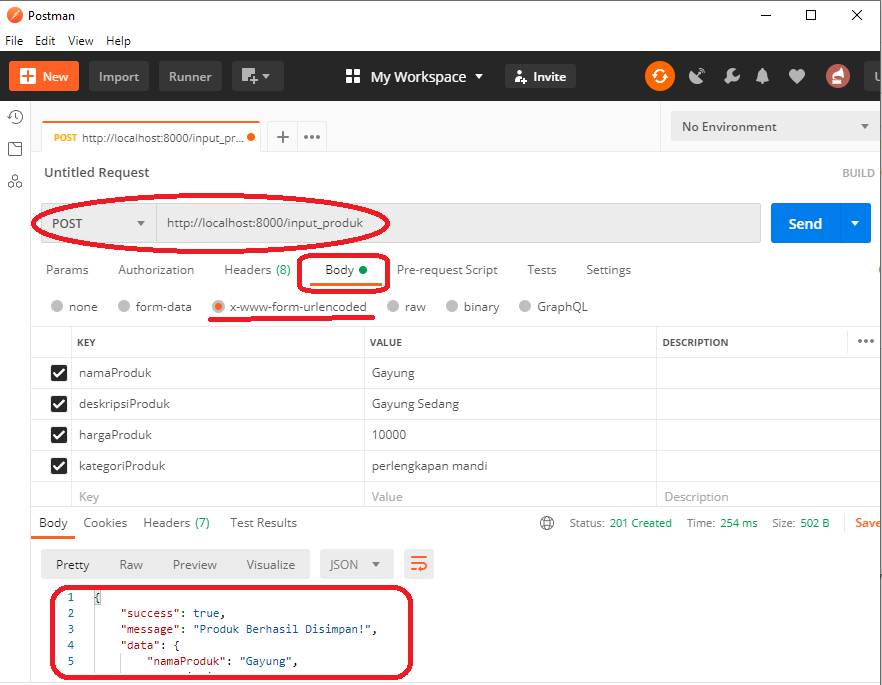 Postman
File Edit View Help
New Import Runner My Workspace Invite U
POST http://localhost:8000/input_pr... No Environment
Untitled Request BUILD
POST http://localhost:8000/input_produk Send
Params Authorization Headers (8) Body Pre-request Script Tests Settings
none form-data x-www-form-urlencoded raw binary GraphQL
KEY VALUE DESCRIPTION
namaProduk Gayung
deskripsiProduk Gayung Sedang
hargaProduk 10000
kategoriProduk perlengkapan mandi
Key Value Description
Body Cookies Headers (7) Test Results Status: 201 Created Time: 254 ms Size: 502 B Save
Pretty Raw Preview Visualize JSON
1 {
2 "success": true,
3 "message": "Produk Berhasil Disimpan!",
4 "data": {
5 "namaProduk": "Gayung",